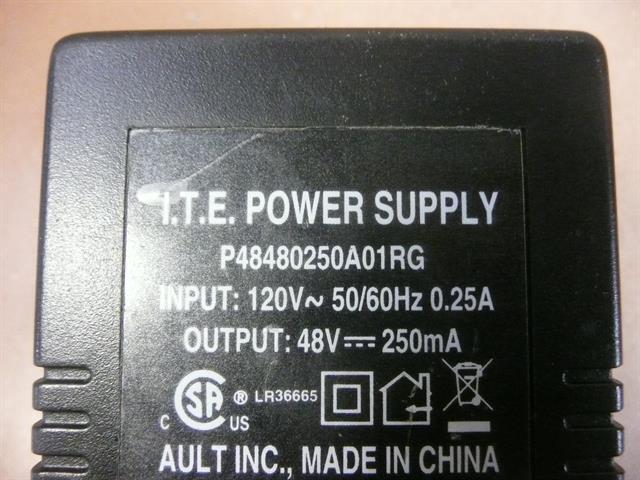 I.T.E. POWER SUPPLY
P48480250A01RG
INPUT: 120V~ 50/60Hz 0.25A
OUTPUT: 48V⎓ 250mA
C SA US ® LR36665
AULT INC., MADE IN CHINA